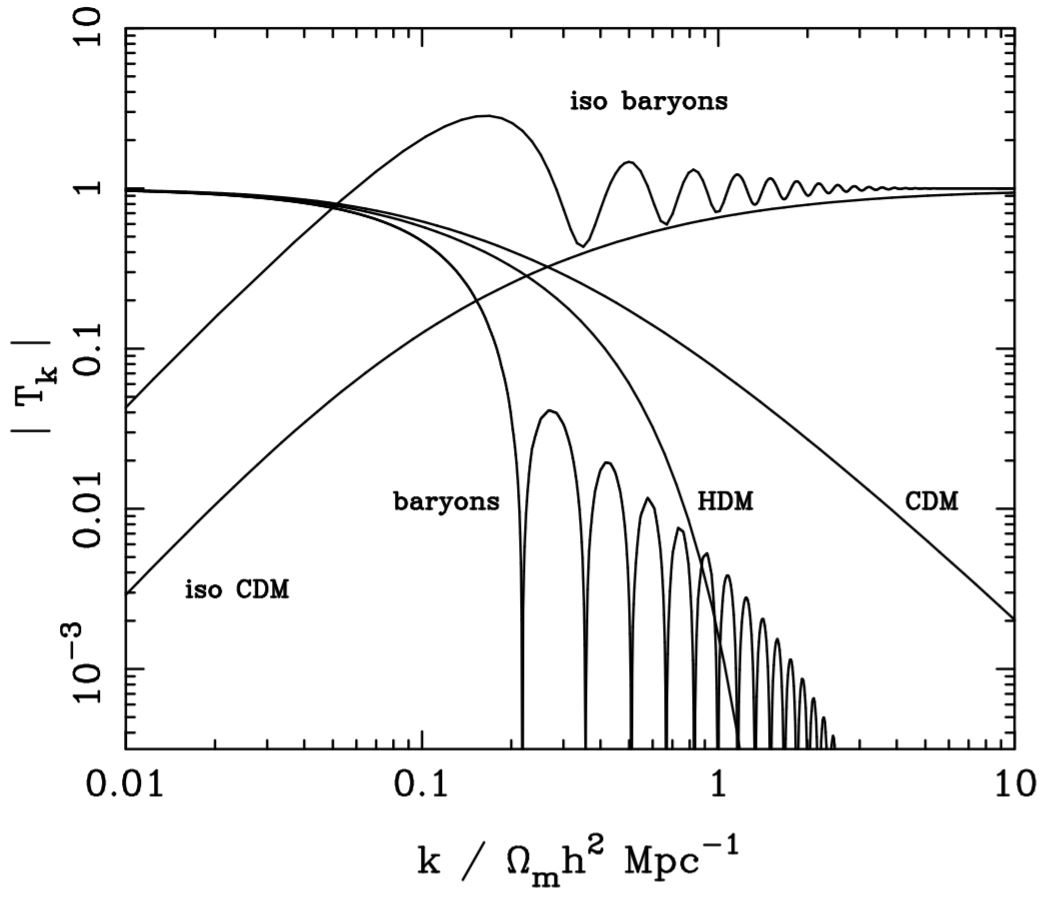 10
1
0.1
0.01
10⁻³
| Tₖ |
iso baryons
baryons
HDM
CDM
iso CDM
0.01
0.1
1
10
k / Ωₘh² Mpc⁻¹